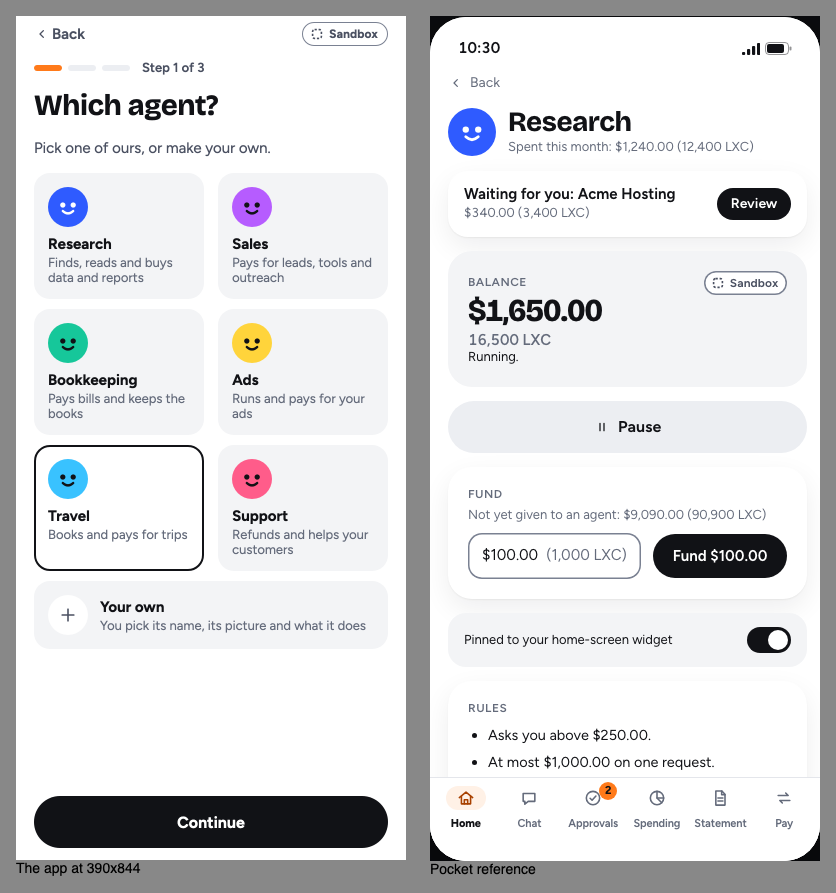 Back
Sandbox
Step 1 of 3
Which agent?
Pick one of ours, or make your own.
Research
Finds, reads and buys
data and reports
Sales
Pays for leads, tools and
outreach
Bookkeeping
Pays bills and keeps the
books
Ads
Runs and pays for your
ads
Travel
Books and pays for trips
Support
Refunds and helps your
customers
Your own
You pick its name, its picture and what it does
Continue
The app at 390x844
10:30
Back
Research
Spent this month: $1,240.00 (12,400 LXC)
Waiting for you: Acme Hosting
$340.00 (3,400 LXC)
Review
BALANCE
Sandbox
$1,650.00
16,500 LXC
Running.
Pause
FUND
Not yet given to an agent: $9,090.00 (90,900 LXC)
$100.00 (1,000 LXC)
Fund $100.00
Pinned to your home-screen widget
RULES
• Asks you above $250.00.
• At most $1,000.00 on one request.
2
Home
Chat
Approvals
Spending
Statement
Pay
Pocket reference